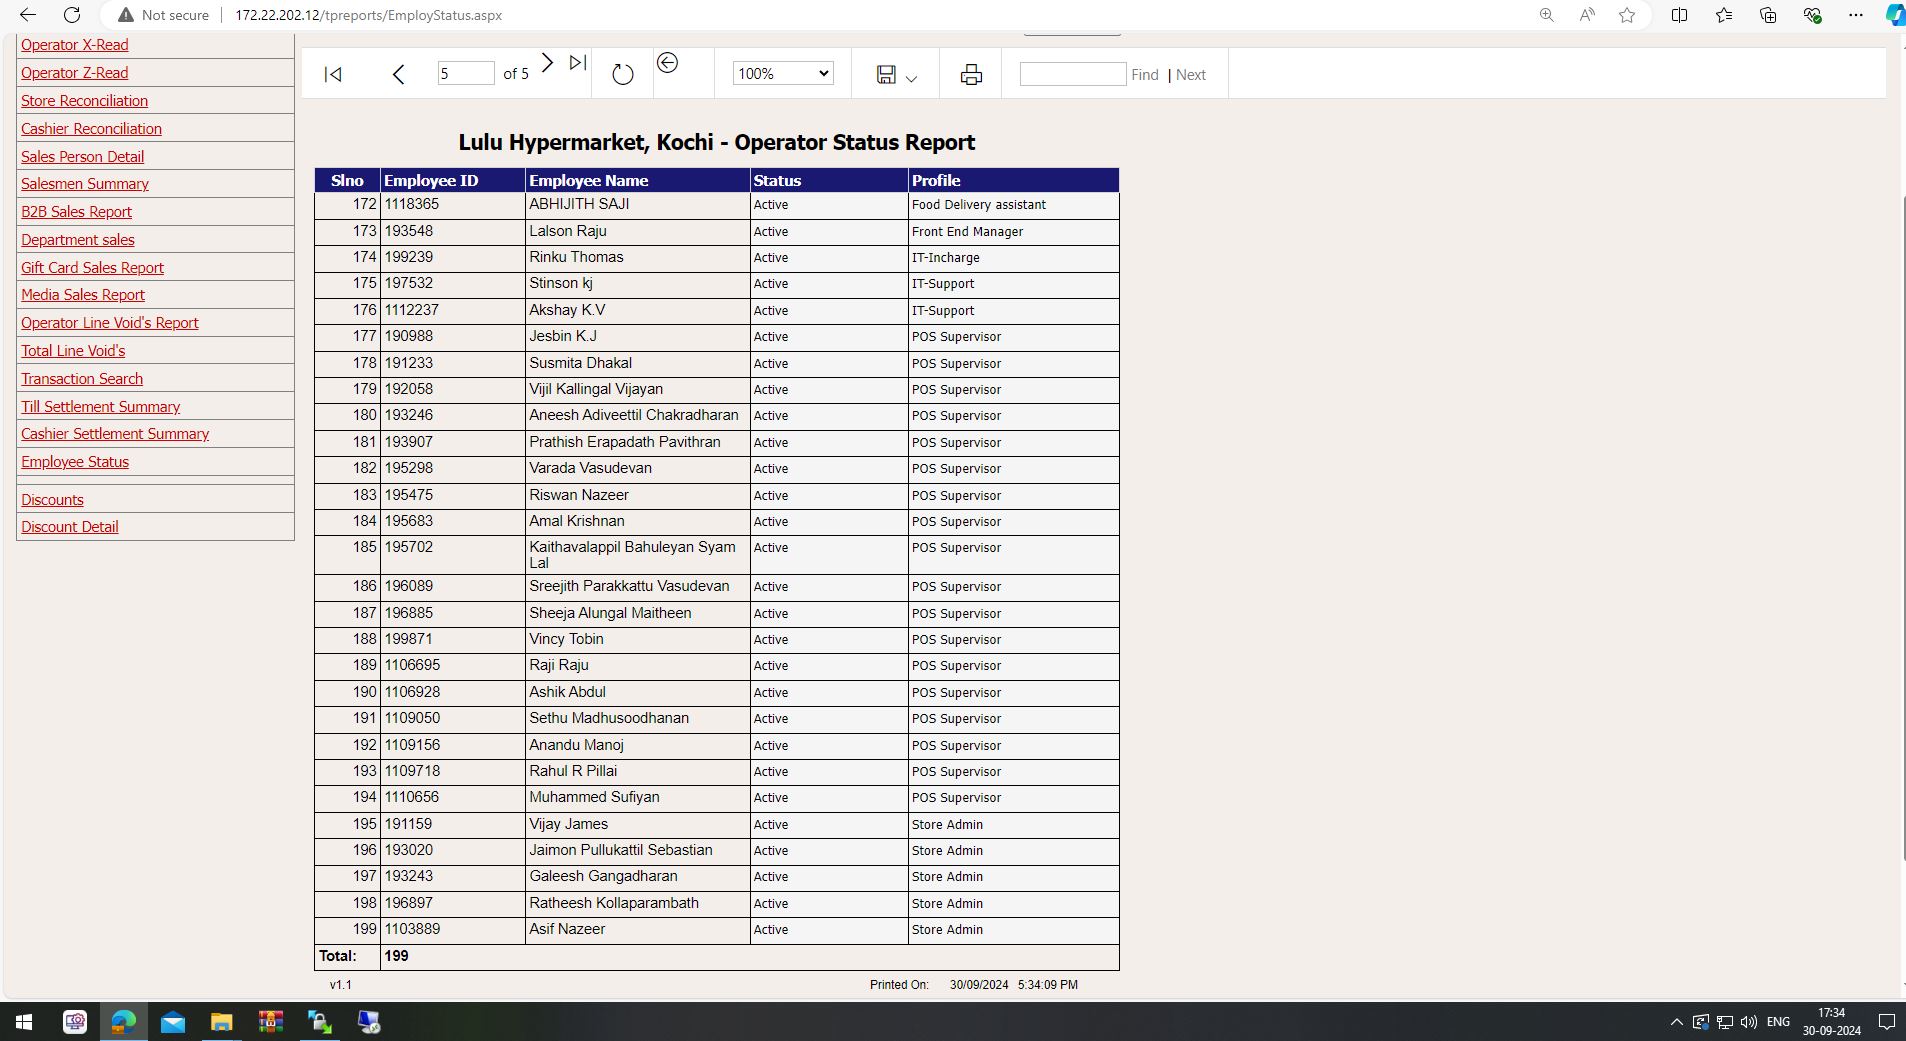 Not secure 172.22.202.12/tpreports/EmployStatus.aspx
Operator X-Read
Operator Z-Read
Store Reconciliation
Cashier Reconciliation
Sales Person Detail
Salesmen Summary
B2B Sales Report
Department sales
Gift Card Sales Report
Media Sales Report
Operator Line Void's Report
Total Line Void's
Transaction Search
Till Settlement Summary
Cashier Settlement Summary
Employee Status
Discounts
Discount Detail
5 of 5 100% Find | Next
Lulu Hypermarket, Kochi - Operator Status Report
Slno Employee ID Employee Name Status Profile
172 1118365 ABHIJITH SAJI Active Food Delivery assistant
173 193548 Lalson Raju Active Front End Manager
174 199239 Rinku Thomas Active IT-Incharge
175 197532 Stinson kj Active IT-Support
176 1112237 Akshay K.V Active IT-Support
177 190988 Jesbin K.J Active POS Supervisor
178 191233 Susmita Dhakal Active POS Supervisor
179 192058 Vijil Kallingal Vijayan Active POS Supervisor
180 193246 Aneesh Adiveettil Chakradharan Active POS Supervisor
181 193907 Prathish Erapadath Pavithran Active POS Supervisor
182 195298 Varada Vasudevan Active POS Supervisor
183 195475 Riswan Nazeer Active POS Supervisor
184 195683 Amal Krishnan Active POS Supervisor
185 195702 Kaithavalappil Bahuleyan Syam Active POS Supervisor
Lal
186 196089 Sreejith Parakkattu Vasudevan Active POS Supervisor
187 196885 Sheeja Alungal Maitheen Active POS Supervisor
188 199871 Vincy Tobin Active POS Supervisor
189 1106695 Raji Raju Active POS Supervisor
190 1106928 Ashik Abdul Active POS Supervisor
191 1109050 Sethu Madhusoodhanan Active POS Supervisor
192 1109156 Anandu Manoj Active POS Supervisor
193 1109718 Rahul R Pillai Active POS Supervisor
194 1110656 Muhammed Sufiyan Active POS Supervisor
195 191159 Vijay James Active Store Admin
196 193020 Jaimon Pullukattil Sebastian Active Store Admin
197 193243 Galeesh Gangadharan Active Store Admin
198 196897 Ratheesh Kollaparambath Active Store Admin
199 1103889 Asif Nazeer Active Store Admin
Total: 199
v1.1 Printed On: 30/09/2024 5:34:09 PM
ENG 17:34
30-09-2024